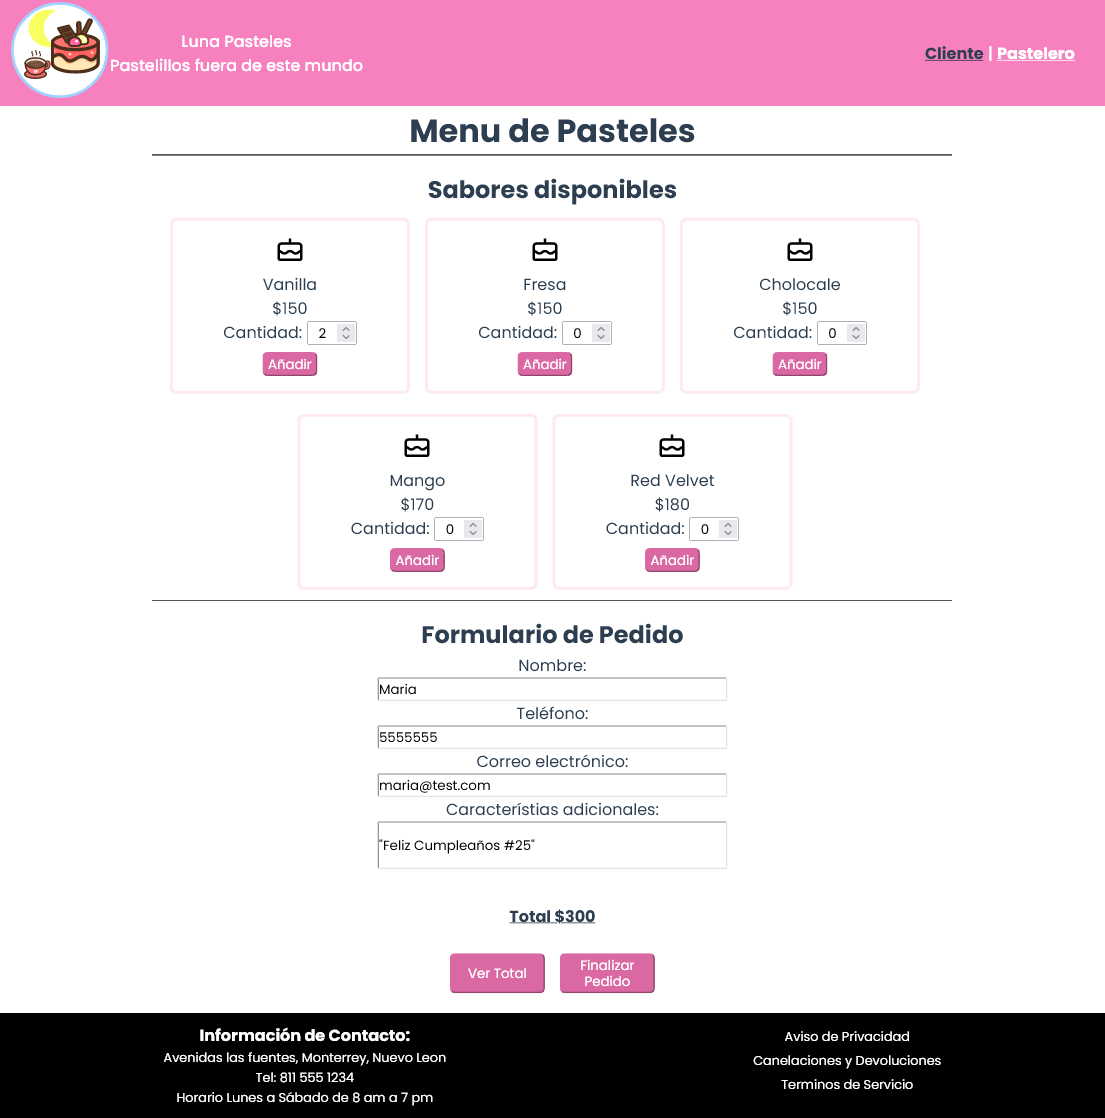 Luna Pasteles
Pastelillos fuera de este mundo
Cliente | Pastelero
Menu de Pasteles
Sabores disponibles
Vanilla
$150
Cantidad: 2
Añadir
Fresa
$150
Cantidad: 0
Añadir
Cholocale
$150
Cantidad: 0
Añadir
Mango
$170
Cantidad: 0
Añadir
Red Velvet
$180
Cantidad: 0
Añadir
Formulario de Pedido
Nombre:
Maria
Teléfono:
5555555
Correo electrónico:
maria@test.com
Característias adicionales:
"Feliz Cumpleaños #25"
Total $300
Ver Total
Finalizar
Pedido
Información de Contacto:
Avenidas las fuentes, Monterrey, Nuevo Leon
Tel: 811 555 1234
Horario Lunes a Sábado de 8 am a 7 pm
Aviso de Privacidad
Canelaciones y Devoluciones
Terminos de Servicio